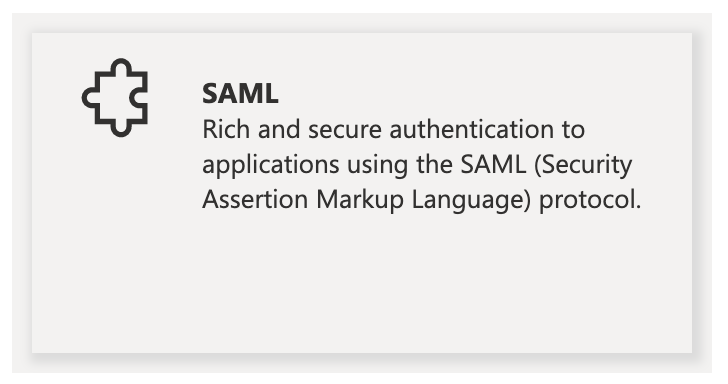 SAML
Rich and secure authentication to
applications using the SAML (Security
Assertion Markup Language) protocol.